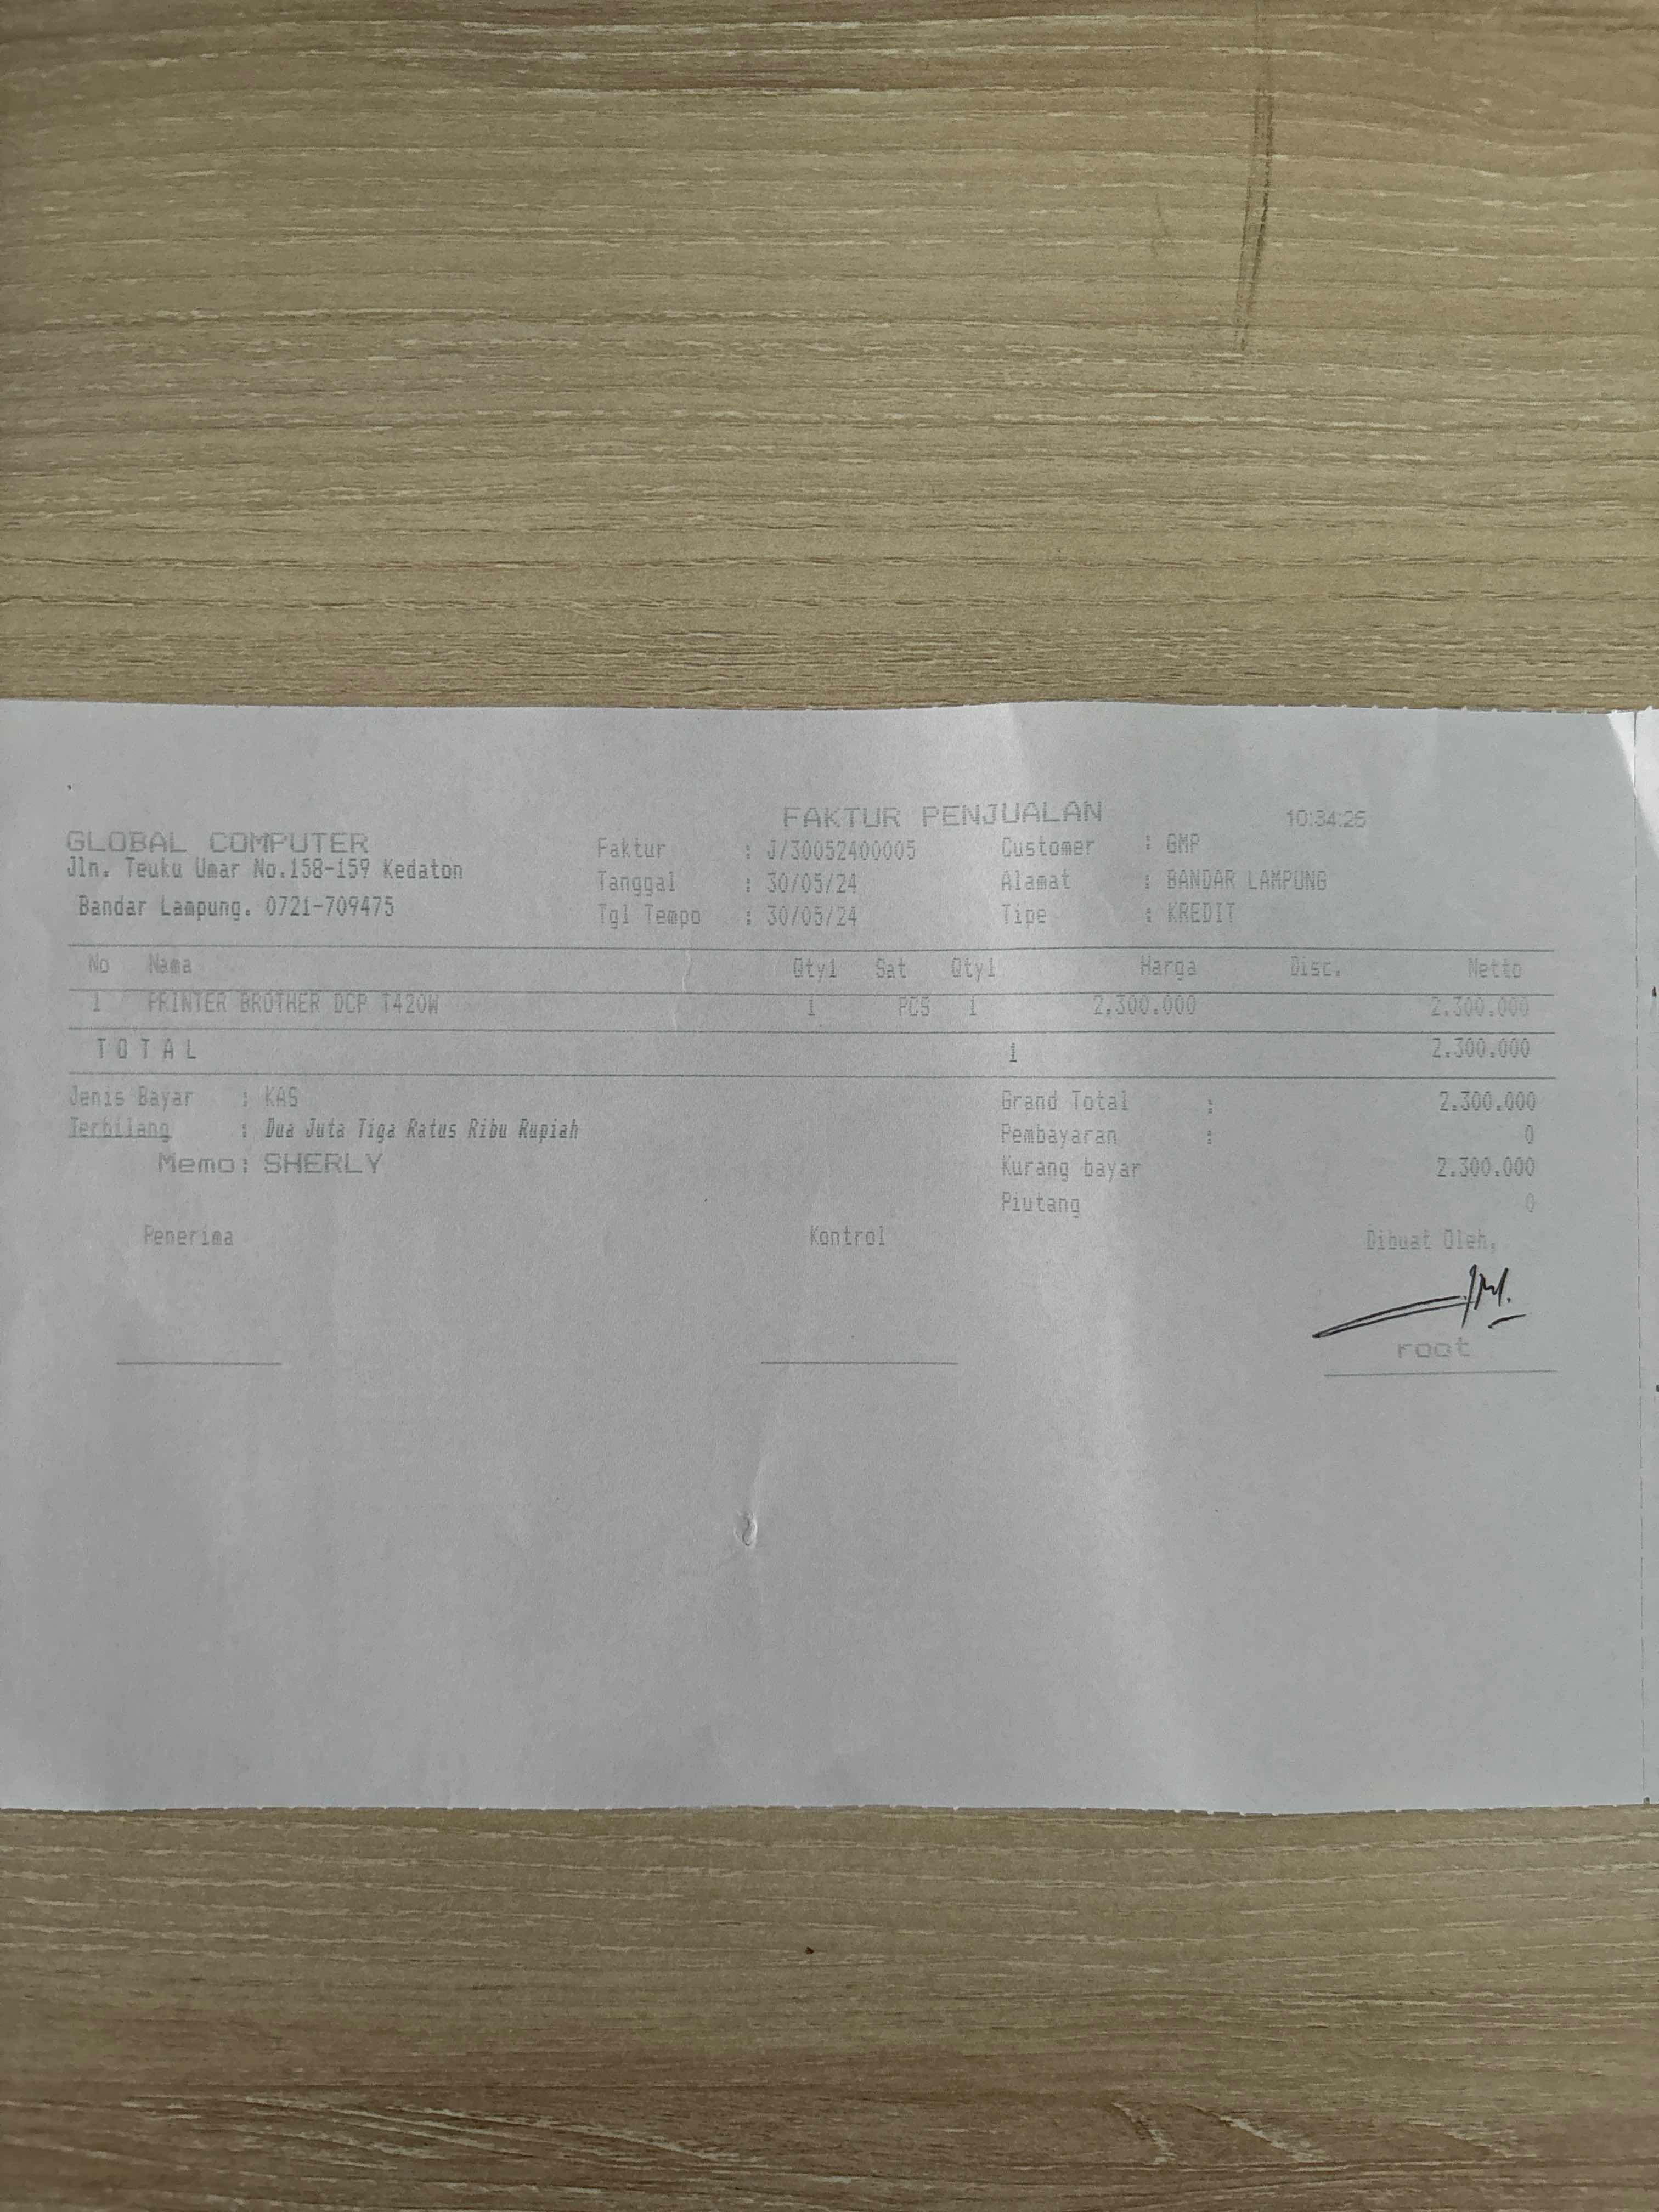 FAKTUR PENJUALAN 10:34:25
GLOBAL COMPUTER
Jln. Teuku Umar No.158-159 Kedaton
Bandar Lampung. 0721-709475
Faktur : J/30052400005
Tanggal : 30/05/24
Tgl Tempo : 30/05/24
Customer : GMP
Alamat : BANDAR LAMPUNG
Tipe : KREDIT
No Nama Qty1 Sat Qty1 Harga Disc. Netto
1 PRINTER BROTHER DCP T420W 1 PCS 1 2.300.000 2.300.000
T O T A L 1 2.300.000
Jenis Bayar : KAS
Terbilang : Dua Juta Tiga Ratus Ribu Rupiah
Memo: SHERLY
Grand Total : 2.300.000
Pembayaran : 0
Kurang bayar 2.300.000
Piutang 0
Penerima Kontrol Dibuat Oleh,
root